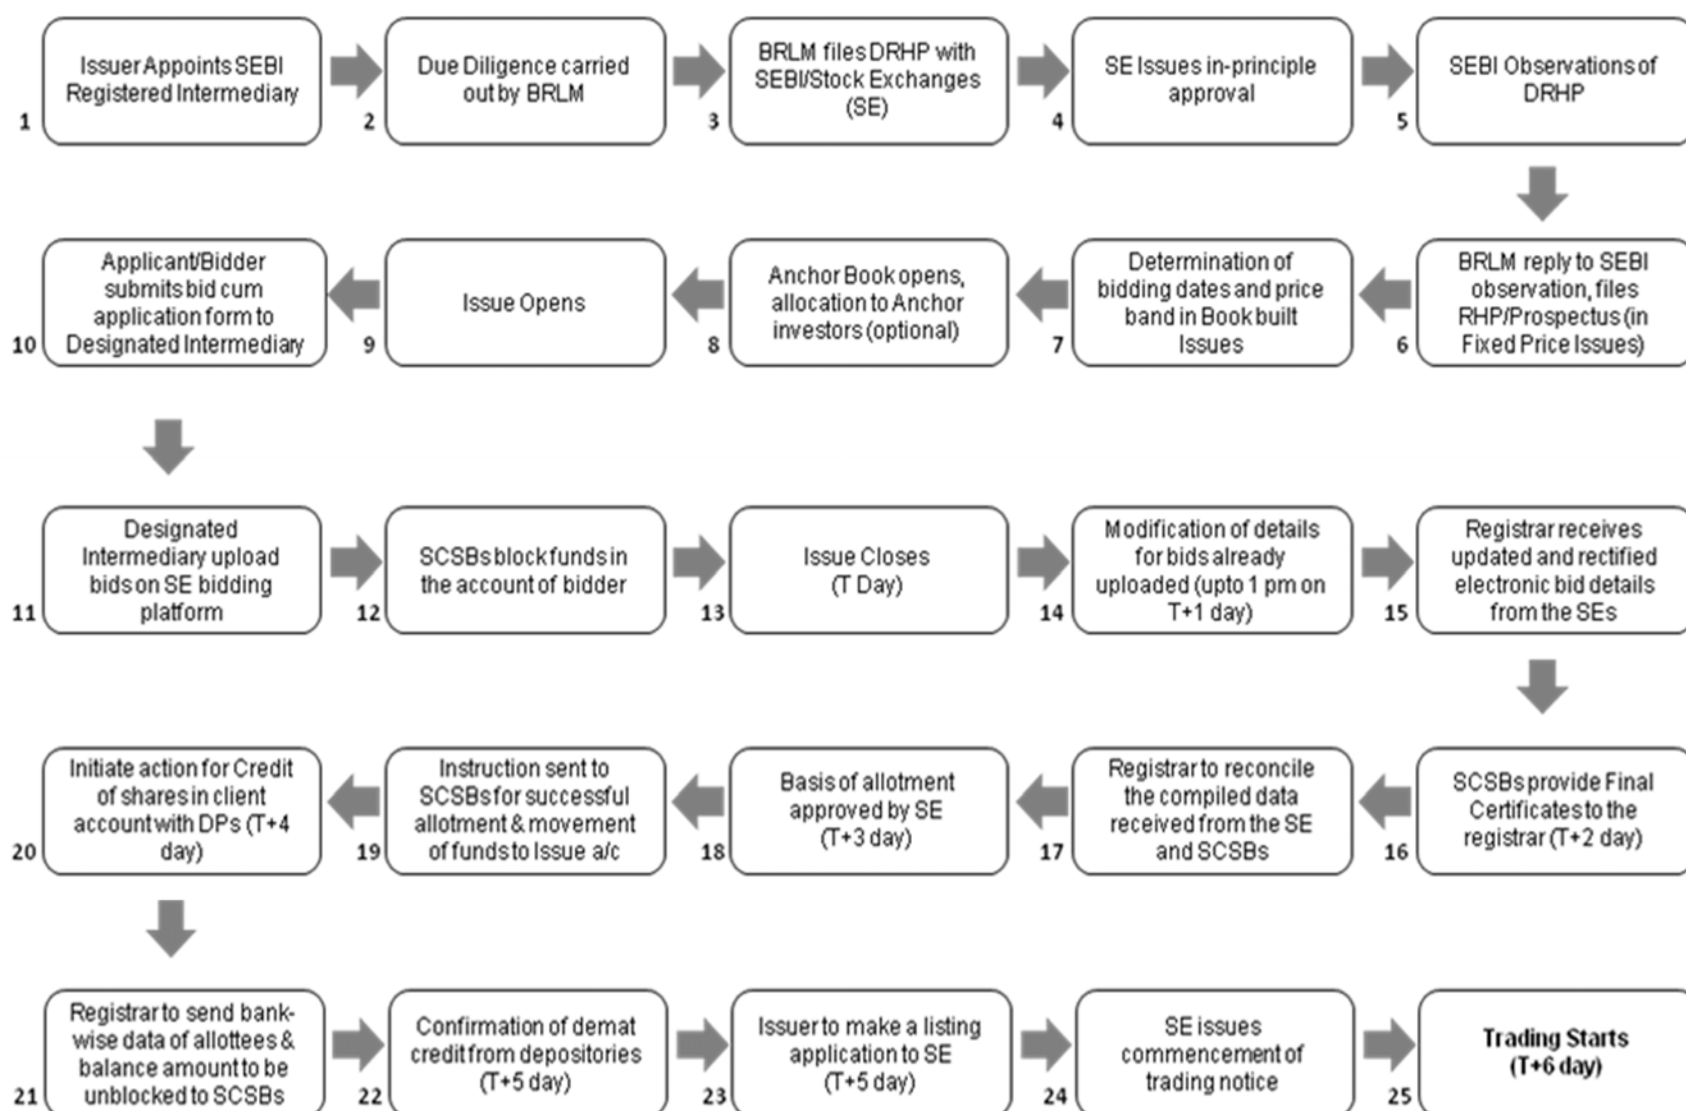 Issuer Appoints SEBI
Registered Intermediary
1
Due Diligence carried
out by BRLM
2
BRLM files DRHP with
SEBI/Stock Exchanges
(SE)
3
SE Issues in-principle
approval
4
SEBI Observations of
DRHP
5
BRLM reply to SEBI
observation, files
RHP/Prospectus (in
Fixed Price Issues)
6
Determination of
bidding dates and price
band in Book built
Issues
7
Anchor Book opens,
allocation to Anchor
investors (optional)
8
Issue Opens
9
Applicant/Bidder
submits bid cum
application form to
Designated Intermediary
10
Designated
Intermediary upload
bids on SE bidding
platform
11
SCSBs block funds in
the account of bidder
12
Issue Closes
(T Day)
13
Modification of details
for bids already
uploaded (upto 1 pm on
T+1 day)
14
Registrar receives
updated and rectified
electronic bid details
from the SEs
15
SCSBs provide Final
Certificates to the
registrar (T+2 day)
16
Registrar to reconcile
the compiled data
received from the SE
and SCSBs
17
Basis of allotment
approved by SE
(T+3 day)
18
Instruction sent to
SCSBs for successful
allotment & movement
of funds to Issue a/c
19
Initiate action for Credit
of shares in client
account with DPs (T+4
day)
20
Registrar to send bank-
wise data of allottees &
balance amount to be
unblocked to SCSBs
21
Confirmation of demat
credit from depositories
(T+5 day)
22
Issuer to make a listing
application to SE
(T+5 day)
23
SE issues
commencement of
trading notice
24
Trading Starts
(T+6 day)
25